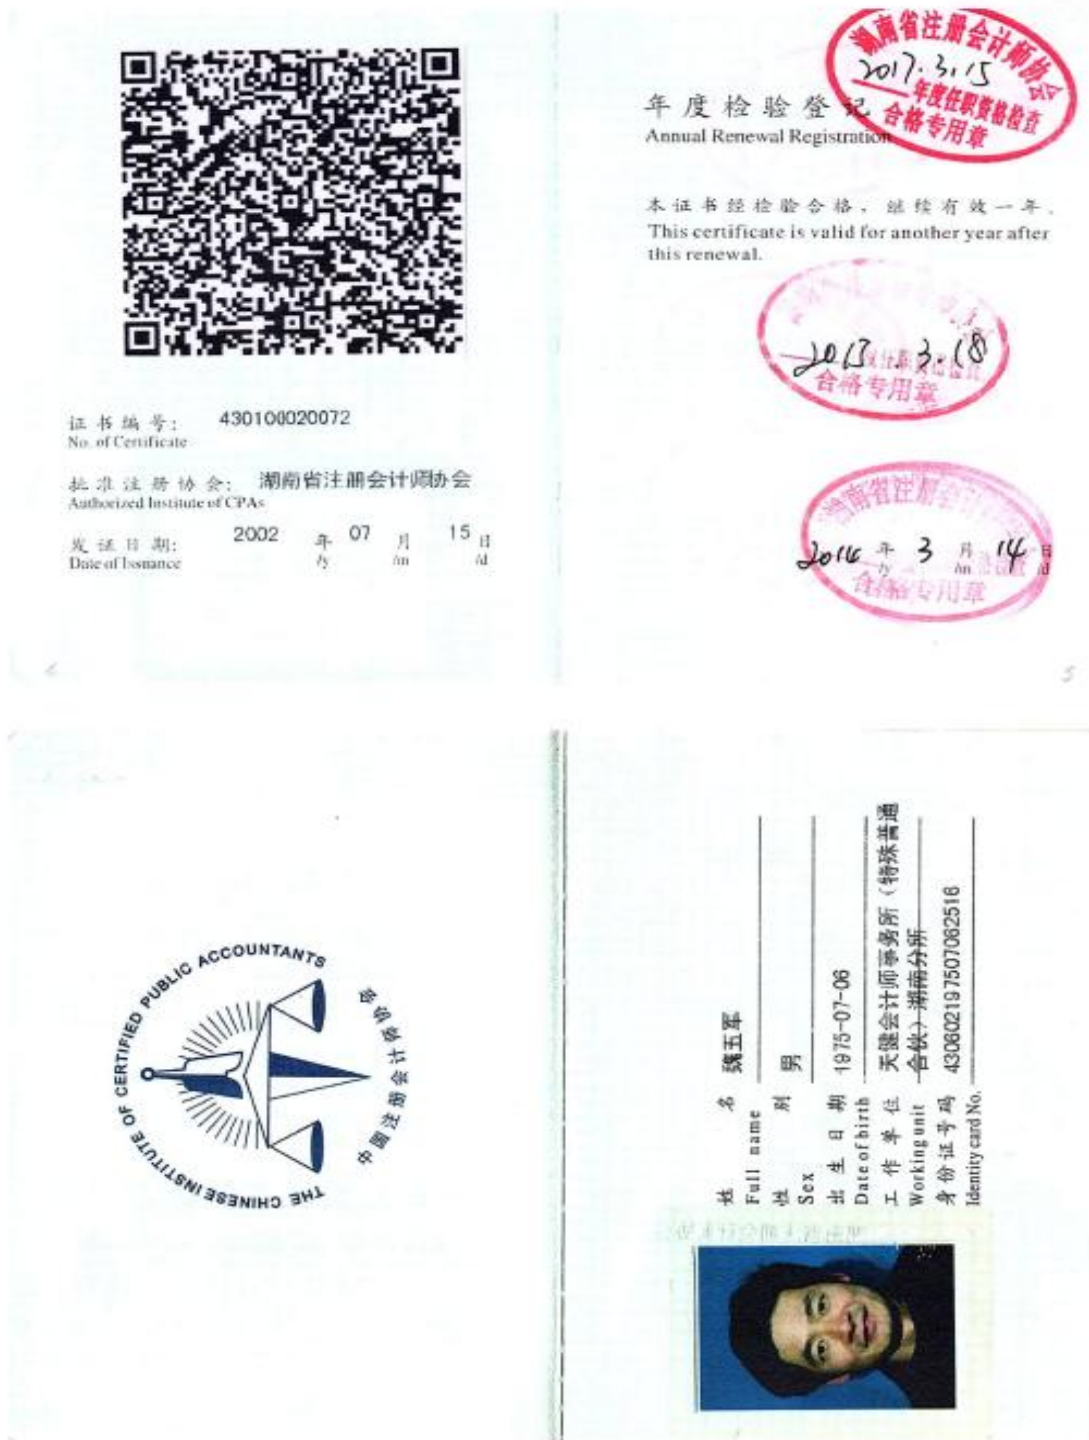 湖南省注册会计师协会
2017.3.15
年度任职资格检查
合格专用章
年度检验登记
Annual Renewal Registration
本证书经检验合格，继续有效一年。
This certificate is valid for another year after
this renewal.
3.18
合格专用章
证书编号： 430100020072
No. of Certificate
批准注册协会： 湖南省注册会计师协会
Authorized Institute of CPAs
发证日期： 2002 年 07 月 15 日
Date of Issuance /y /m /d
湖南省注册会计
2014 年 3 月 14 日
/y /m /d
合格专用章
5
THE CHINESE INSTITUTE OF CERTIFIED PUBLIC ACCOUNTANTS
中国注册会计师协会
姓名 魏五军
Full name
性别 男
Sex
出生日期 1975-07-06
Date of birth
工作单位 天健会计师事务所（特殊普通
Working unit 合伙）湖南分所
身份证号码 430602197507062516
Identity card No.